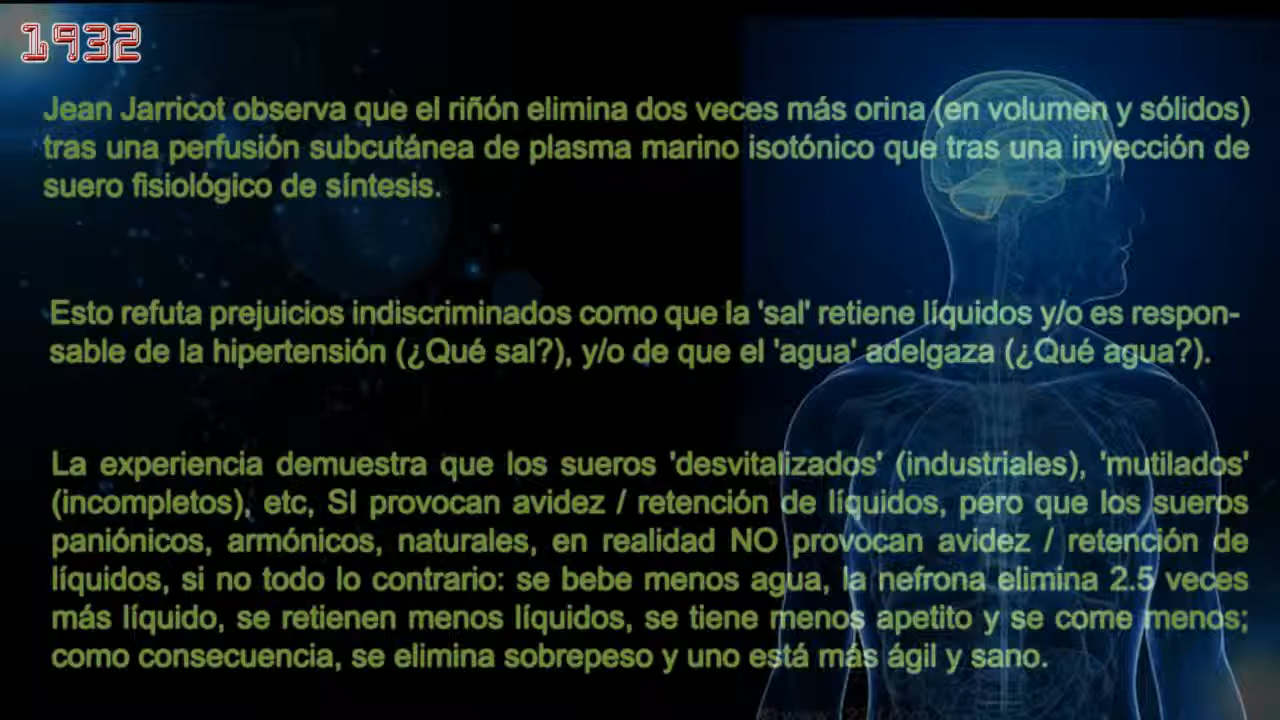 1932
Jean Jarricot observa que el riñón elimina dos veces más orina (en volumen y sólidos)
tras una perfusión subcutánea de plasma marino isotónico que tras una inyección de
suero fisiológico de síntesis.
Esto refuta prejuicios indiscriminados como que la 'sal' retiene líquidos y/o es respon-
sable de la hipertensión (¿Qué sal?), y/o de que el 'agua' adelgaza (¿Qué agua?).
La experiencia demuestra que los sueros 'desvitalizados' (industriales), 'mutilados'
(incompletos), etc, SI provocan avidez / retención de líquidos, pero que los sueros
paniónicos, armónicos, naturales, en realidad NO provocan avidez / retención de
líquidos, si no todo lo contrario: se bebe menos agua, la nefrona elimina 2.5 veces
más líquido, se retienen menos líquidos, se tiene menos apetito y se come menos;
como consecuencia, se elimina sobrepeso y uno está más ágil y sano.